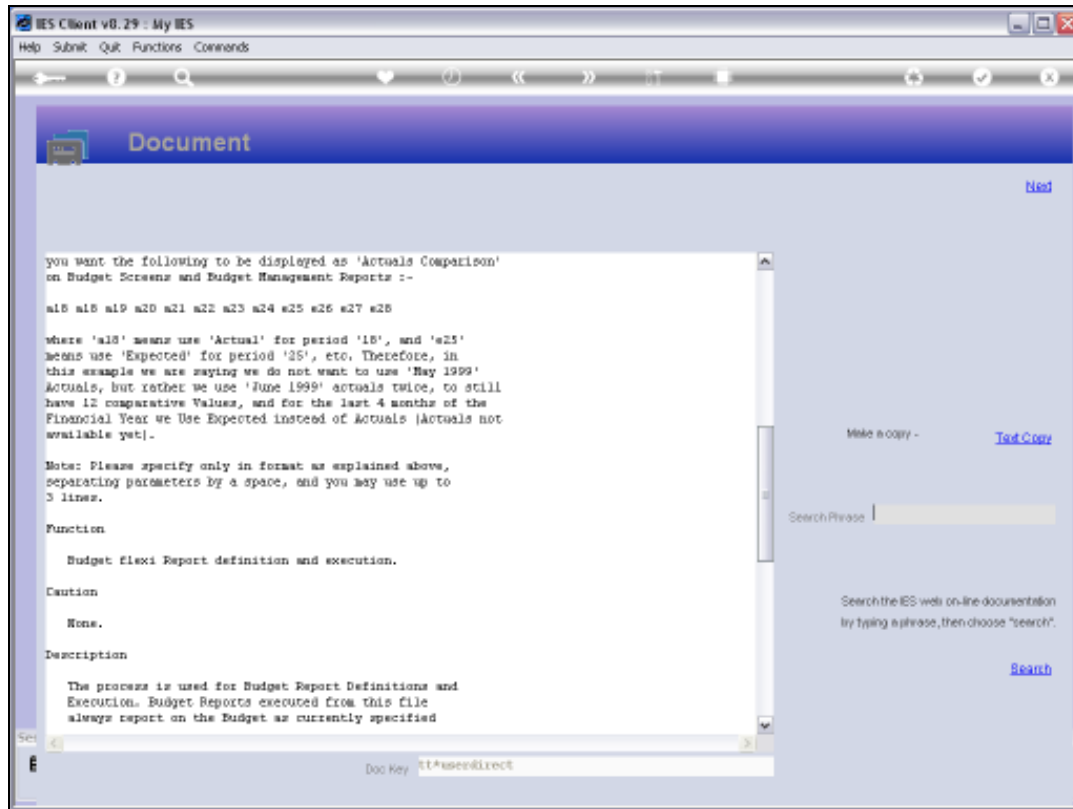 IES Client v8.29 : My IES
Help Submit Quit Functions Commands
Document
Next
you want the following to be displayed as 'Actuals Comparison'
on Budget Screens and Budget Management Reports :-
a18 a18 a19 a20 a21 a22 a23 a24 e25 e26 e27 e28
where 'a18' means use 'Actual' for period '18', and 'e25'
means use 'Expected' for period '25', etc. Therefore, in
this example we are saying we do not want to use 'May 1999'
Actuals, but rather we use 'June 1999' actuals twice, to still
have 12 comparative Values, and for the last 4 months of the
Financial Year we Use Expected instead of Actuals (Actuals not
available yet).
Note: Please specify only in format as explained above,
separating parameters by a space, and you may use up to
3 lines.
Function
Budget flexi Report definition and execution.
Caution
None.
Description
The process is used for Budget Report Definitions and
Execution. Budget Reports executed from this file
always report on the Budget as currently specified
Make a copy -
Text Copy
Search Phrase
Search the IES web on-line documentation
by typing a phrase, then choose "search".
Search
Doc Key tt*userdirect